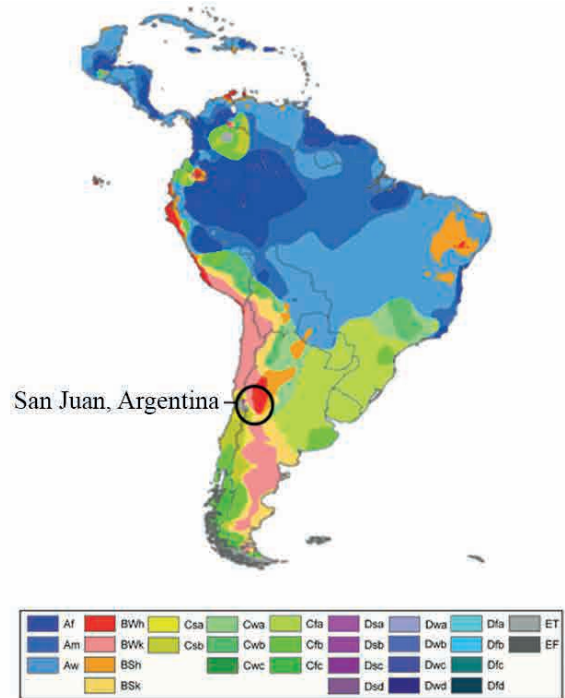 San Juan, Argentina
Af BWh Csa Cwa Cfa Dsa Dwa Dfa ET
Am BWk Csb Cwb Cfb Dsb Dwb Dfb EF
Aw BSh Cwc Cfc Dsc Dwc Dfc
BSk Dsd Dwd Dfd